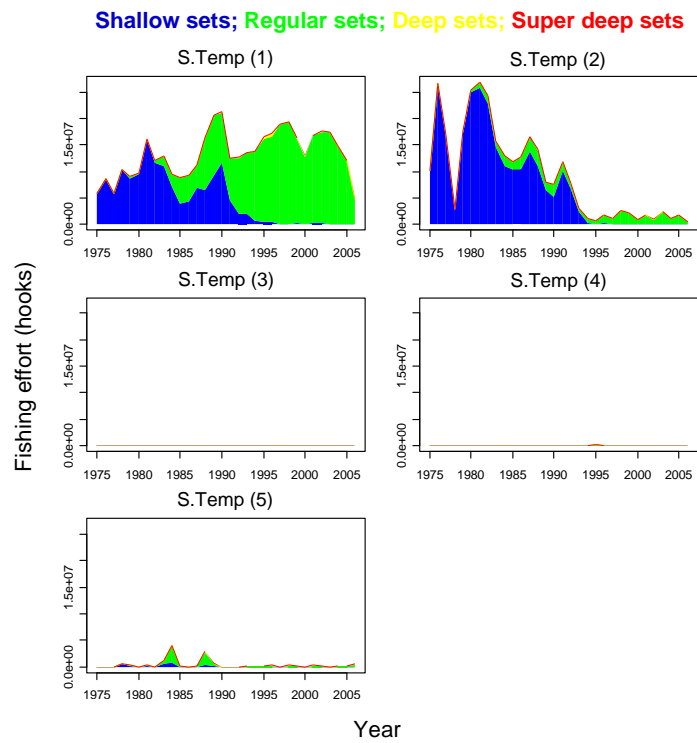 Shallow sets; Regular sets; Deep sets; Super deep sets
S.Temp (1)
0.0e+00
1.5e+07
1975 1980 1985 1990 1995 2000 2005
S.Temp (2)
0.0e+00
1.5e+07
1975 1980 1985 1990 1995 2000 2005
S.Temp (3)
0.0e+00
1.5e+07
1975 1980 1985 1990 1995 2000 2005
S.Temp (4)
0.0e+00
1.5e+07
1975 1980 1985 1990 1995 2000 2005
S.Temp (5)
0.0e+00
1.5e+07
1975 1980 1985 1990 1995 2000 2005
Fishing effort (hooks)
Year